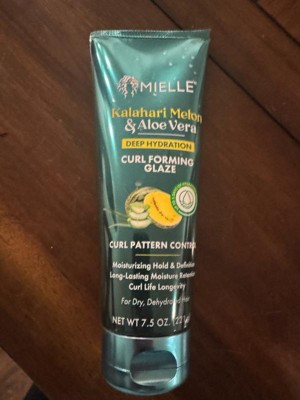 MIELLE
Kalahari Melon
& Aloe Vera
DEEP HYDRATION
CURL FORMING
GLAZE
CURL PATTERN CONTROL
Moisturizing Hold & Definition
Long-Lasting Moisture Retention
Curl Life Longevity
For Dry, Dehydrated Hair
NET WT 7.5 OZ.